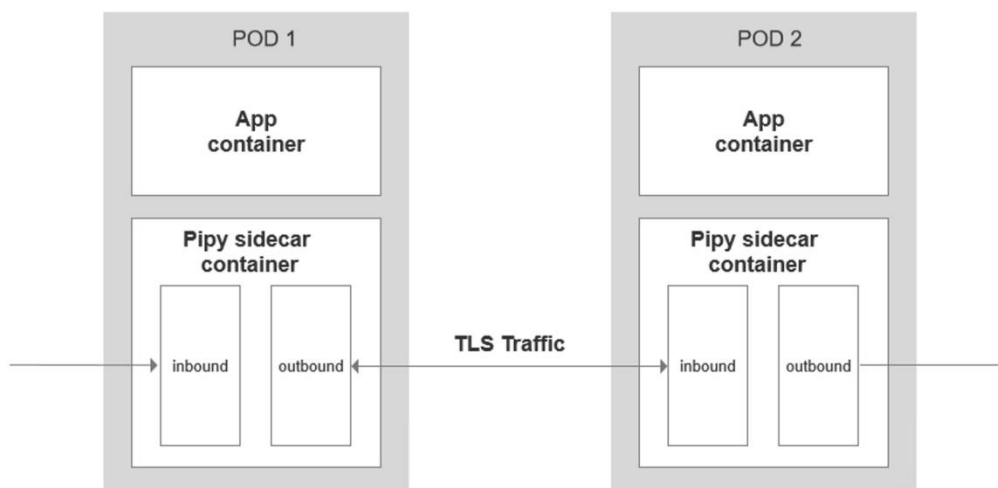 POD 1
App
container
Pipy sidecar
container
inbound
outbound
TLS Traffic
POD 2
App
container
Pipy sidecar
container
inbound
outbound